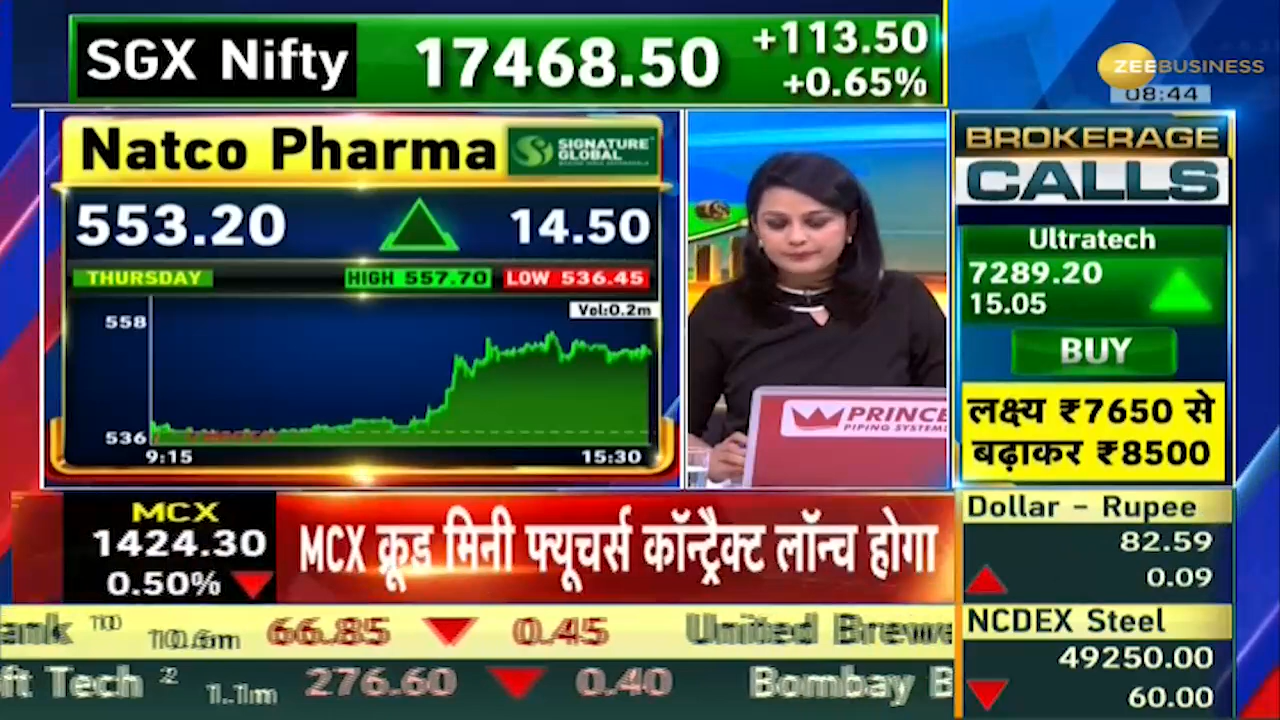 SGX Nifty 17468.50 +113.50
+0.65%
ZEEBUSINESS
08:44
Natco Pharma
SIGNATURE
GLOBAL
553.20 14.50
THURSDAY HIGH 557.70 LOW 536.45
Vol:0.2m
558
536
9:15 15:30
PRINCE
PIPING SYSTEMS
BROKERAGE
CALLS
Ultratech
7289.20
15.05
BUY
लक्ष्य ₹7650 से
बढ़ाकर ₹8500
MCX
1424.30
0.50%
MCX क्रूड मिनी फ्यूचर्स कॉन्ट्रैक्ट लॉन्च होगा
Dollar - Rupee
82.59
0.09
NCDEX Steel
49250.00
60.00
ank 10.6m 66.85 0.45 United Brewe
ft Tech 1.1m 276.60 0.40 Bombay B